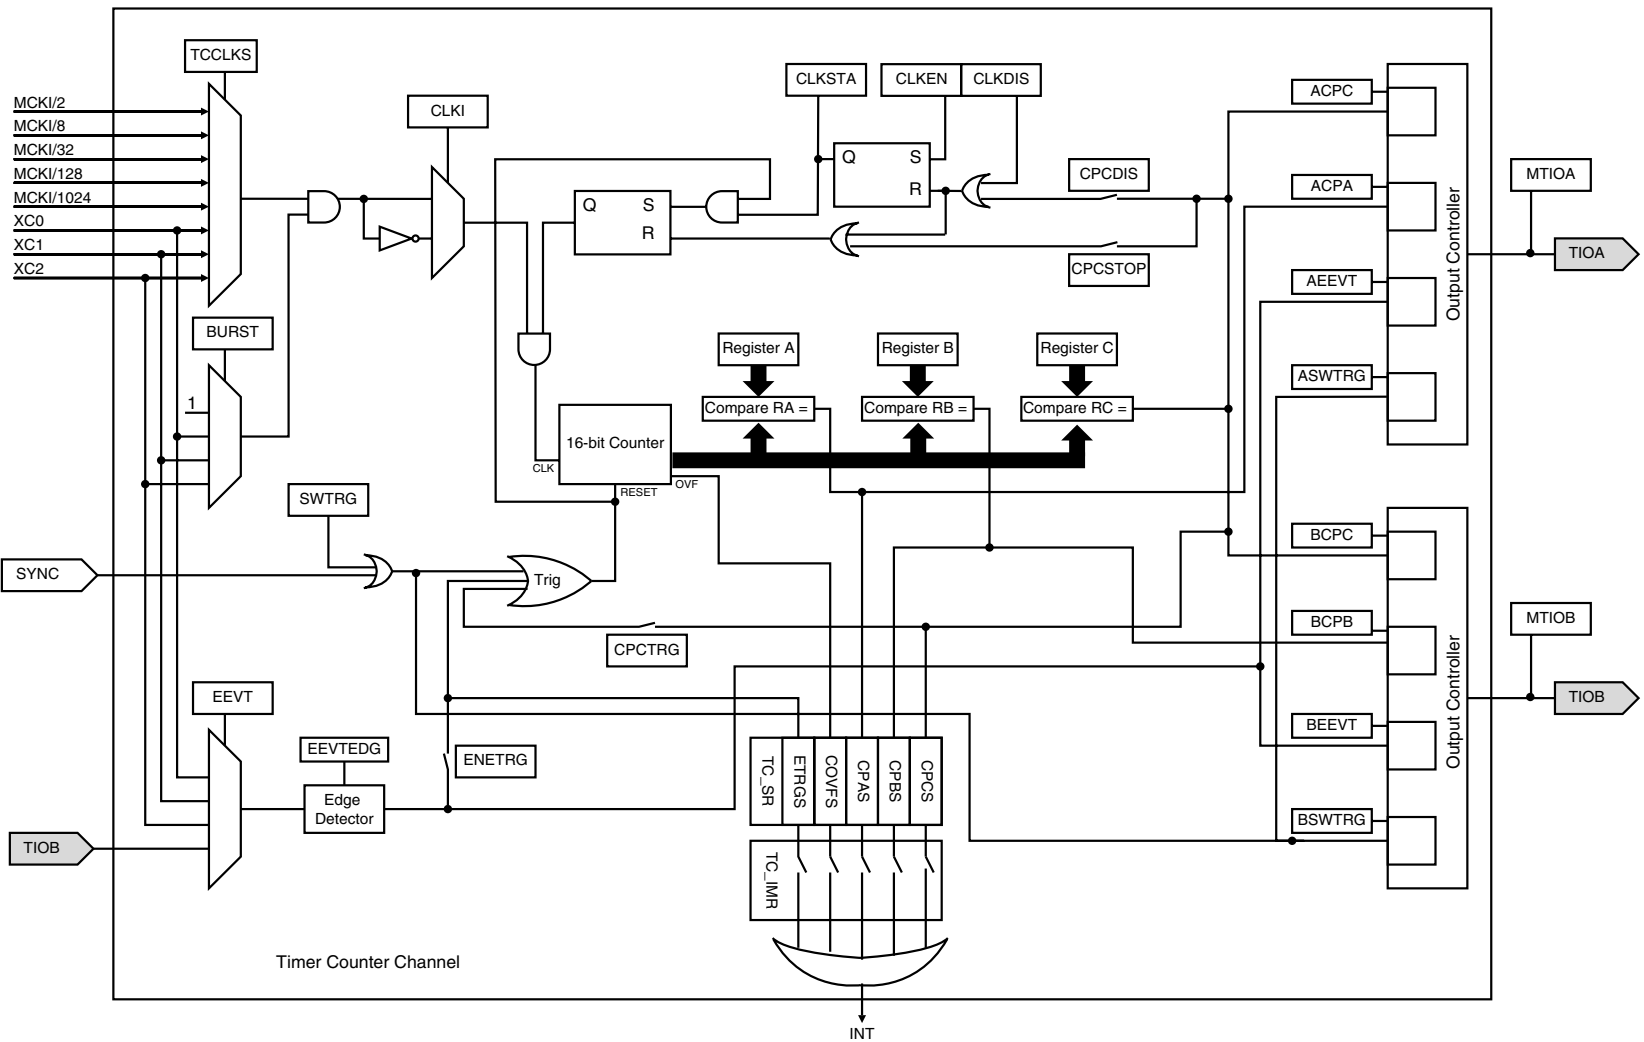 TCCLKS
MCKI/2
MCKI/8
MCKI/32
MCKI/128
MCKI/1024
XC0
XC1
XC2
CLKI
CLKSTA
CLKEN
CLKDIS
Q
S
R
Q
S
R
CPCDIS
CPCSTOP
ACPC
ACPA
AEEVT
ASWTRG
Output Controller
MTIOA
TIOA
BURST
1
Register A
Register B
Register C
Compare RA =
Compare RB =
Compare RC =
16-bit Counter
CLK
RESET
OVF
SWTRG
SYNC
Trig
CPCTRG
BCPC
BCPB
BEEVT
BSWTRG
Output Controller
MTIOB
TIOB
EEVT
EEVTEDG
Edge
Detector
ENETRG
TIOB
TC_SR
ETRGS
COVFS
CPAS
CPBS
CPCS
TC_IMR
Timer Counter Channel
INT